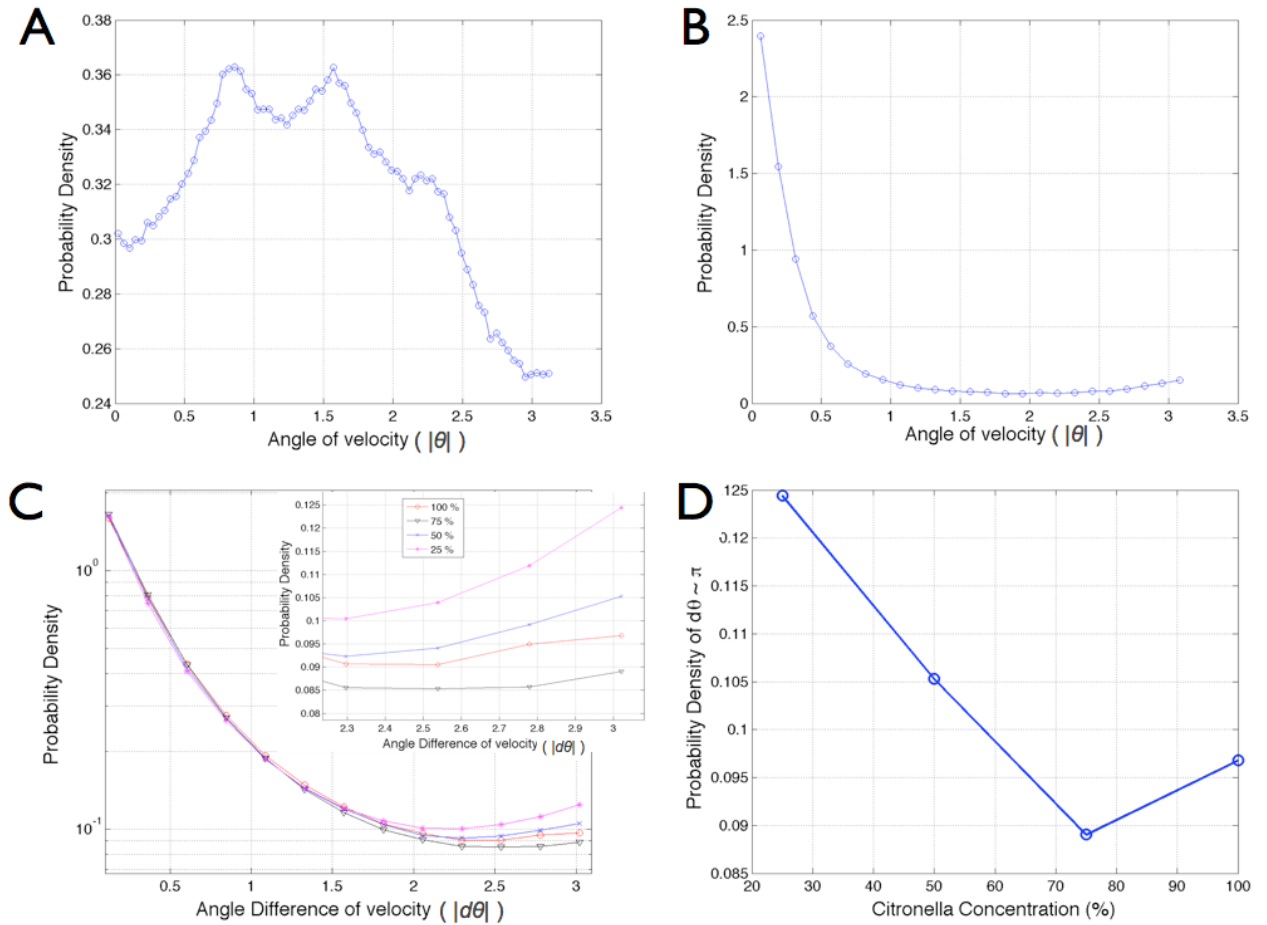 A
0.38
0.36
0.34
0.32
0.3
0.28
0.26
0.24
0 0.5 1 1.5 2 2.5 3 3.5
Probability Density
Angle of velocity ( |θ| )
B
2.5
2
1.5
1
0.5
0
0 0.5 1 1.5 2 2.5 3 3.5
Probability Density
Angle of velocity ( |θ| )
C
10^0
10^-1
0.5 1 1.5 2 2.5 3
Probability Density
Angle Difference of velocity ( |dθ| )
0.125
0.12
0.115
0.11
0.105
0.1
0.095
0.09
0.085
0.08
2.3 2.4 2.5 2.6 2.7 2.8 2.9 3
Probability Density
Angle Difference of velocity ( |dθ| )
100 %
75 %
50 %
25 %
D
125
0.12
0.115
0.11
0.105
0.1
0.095
0.09
0.085
20 30 40 50 60 70 80 90 100
Probability Density of dθ ~ π
Citronella Concentration (%)